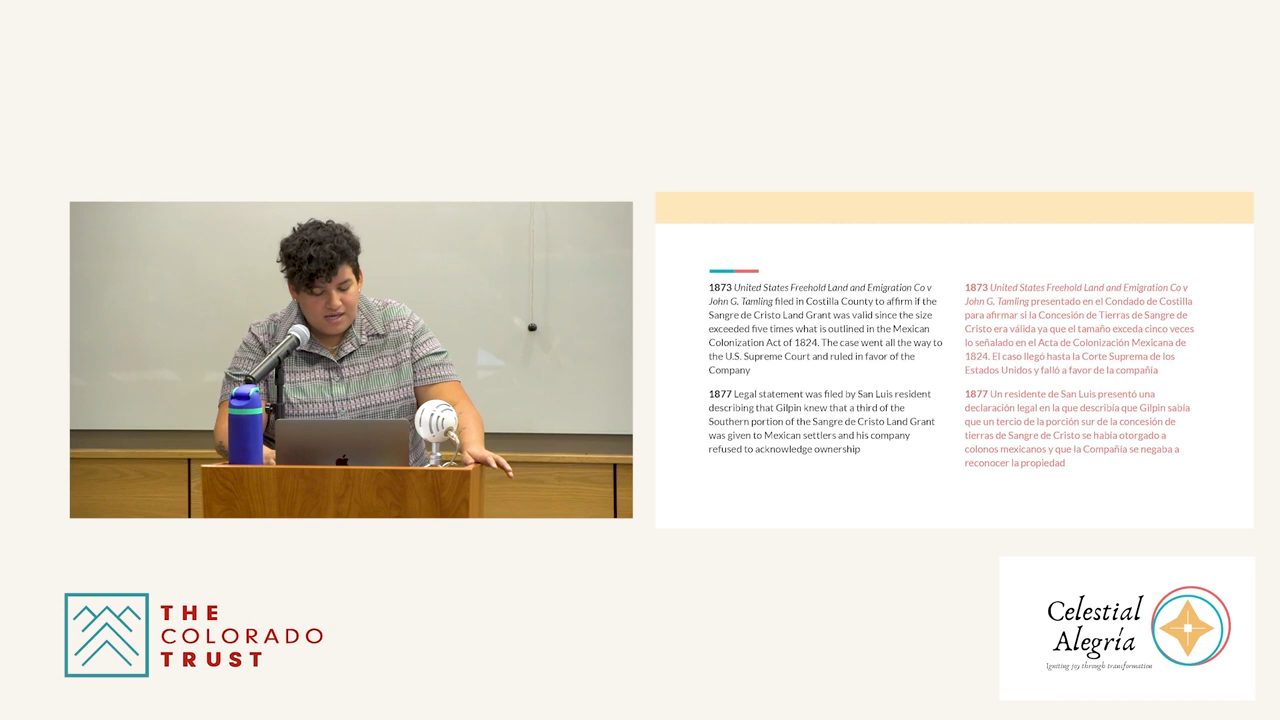 1873 United States Freehold Land and Emigration Co v
John G. Tamling filed in Costilla County to affirm if the
Sangre de Cristo Land Grant was valid since the size
exceeded five times what is outlined in the Mexican
Colonization Act of 1824. The case went all the way to
the U.S. Supreme Court and ruled in favor of the
Company
1877 Legal statement was filed by San Luis resident
describing that Gilpin knew that a third of the
Southern portion of the Sangre de Cristo Land Grant
was given to Mexican settlers and his company
refused to acknowledge ownership
1873 United States Freehold Land and Emigration Co v
John G. Tamling presentado en el Condado de Costilla
para afirmar si la Concesión de Tierras de Sangre de
Cristo era válida ya que el tamaño exceda cinco veces
lo señalado en el Acta de Colonización Mexicana de
1824. El caso llegó hasta la Corte Suprema de los
Estados Unidos y falló a favor de la compañía
1877 Un residente de San Luis presentó una
declaración legal en la que describía que Gilpin sabía
que un tercio de la porción sur de la concesión de
tierras de Sangre de Cristo se había otorgado a
colonos mexicanos y que la Compañía se negaba a
reconocer la propiedad
THE
COLORADO
TRUST
Celestial
Alegría
Igniting joy through transformation